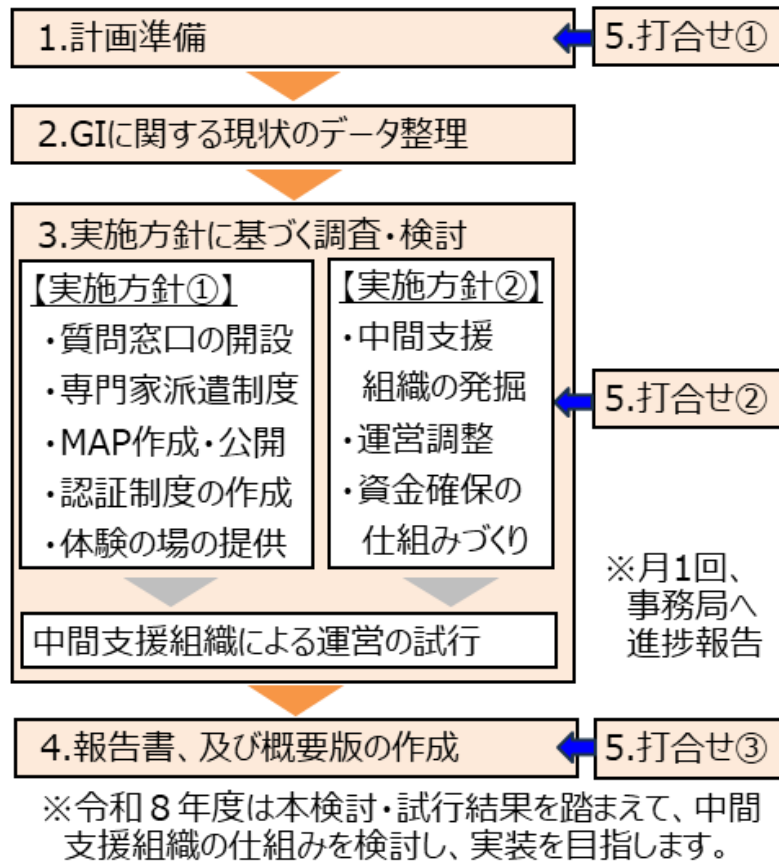 1.計画準備
5.打合せ①
2.GIに関する現状のデータ整理
3.実施方針に基づく調査・検討
【実施方針①】
・質問窓口の開設
・専門家派遣制度
・MAP作成・公開
・認証制度の作成
・体験の場の提供
【実施方針②】
・中間支援
組織の発掘
・運営調整
・資金確保の
仕組みづくり
5.打合せ②
中間支援組織による運営の試行
※月1回、
事務局へ
進捗報告
4.報告書、及び概要版の作成
5.打合せ③
※令和8年度は本検討・試行結果を踏まえて、中間
支援組織の仕組みを検討し、実装を目指します。